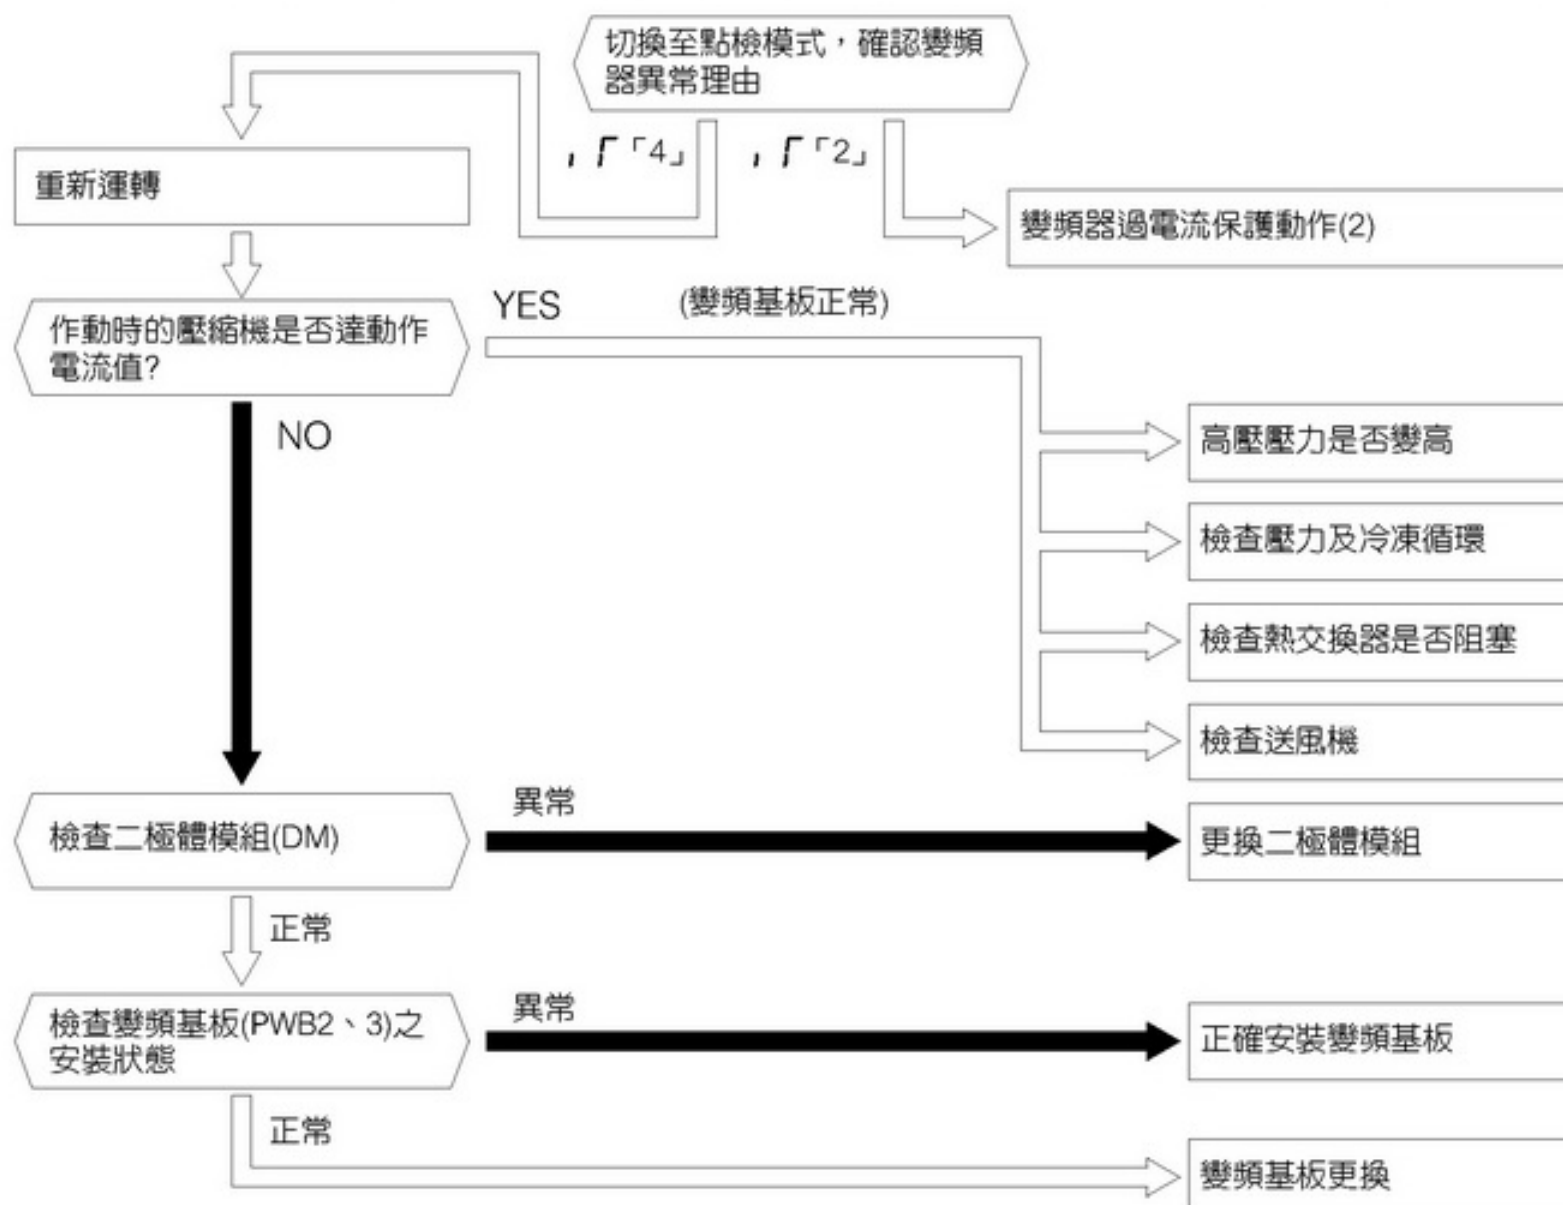 切換至點檢模式，確認變頻
器異常理由
「4」
「2」
重新運轉
變頻器過電流保護動作(2)
作動時的壓縮機是否達動作
電流值?
YES
(變頻基板正常)
NO
高壓壓力是否變高
檢查壓力及冷凍循環
檢查熱交換器是否阻塞
檢查送風機
檢查二極體模組(DM)
異常
更換二極體模組
正常
檢查變頻基板(PWB2、3)之
安裝狀態
異常
正確安裝變頻基板
正常
變頻基板更換